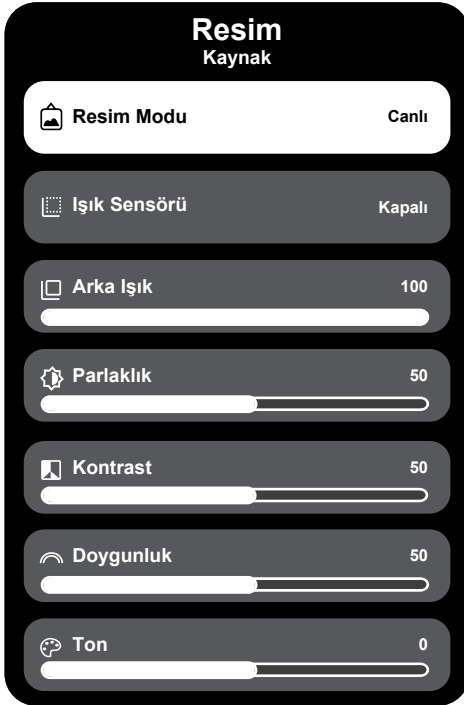 Resim
Kaynak
Resim Modu Canlı
Işık Sensörü Kapalı
Arka Işık 100
Parlaklık 50
Kontrast 50
Doygunluk 50
Ton 0